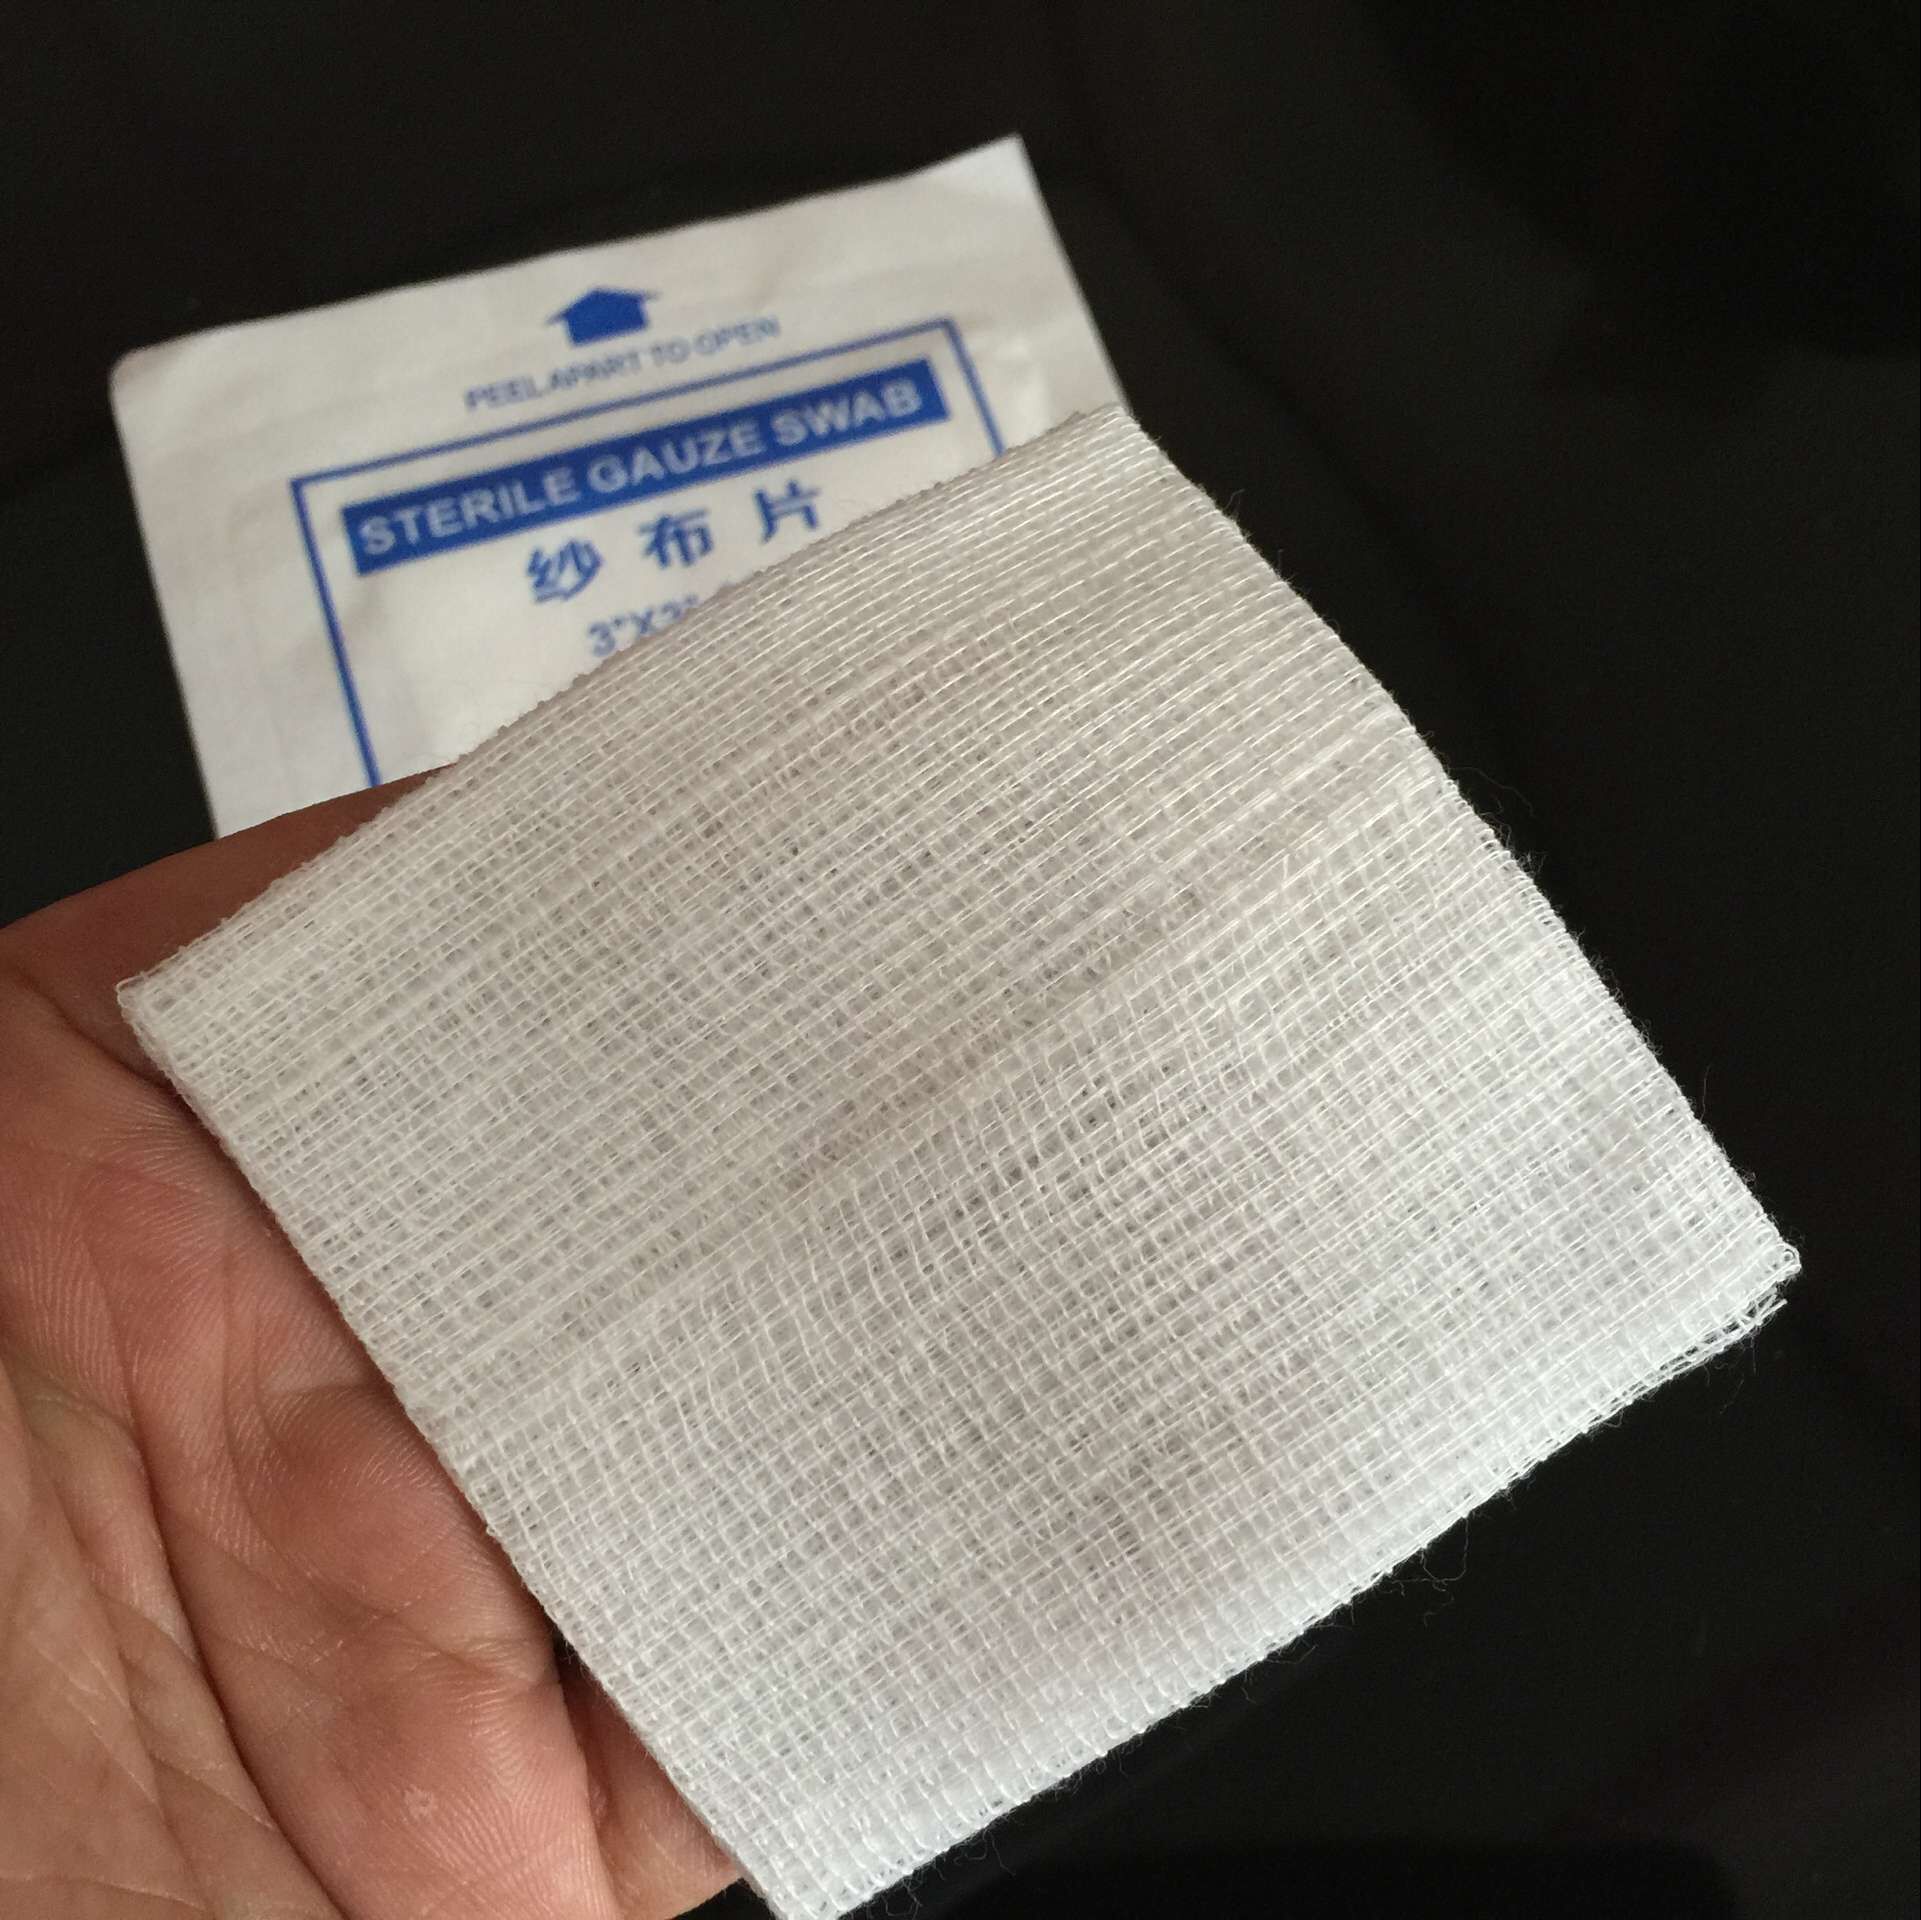 PEEL APART TO OPEN
STERILE GAUZE SWAB
纱布片